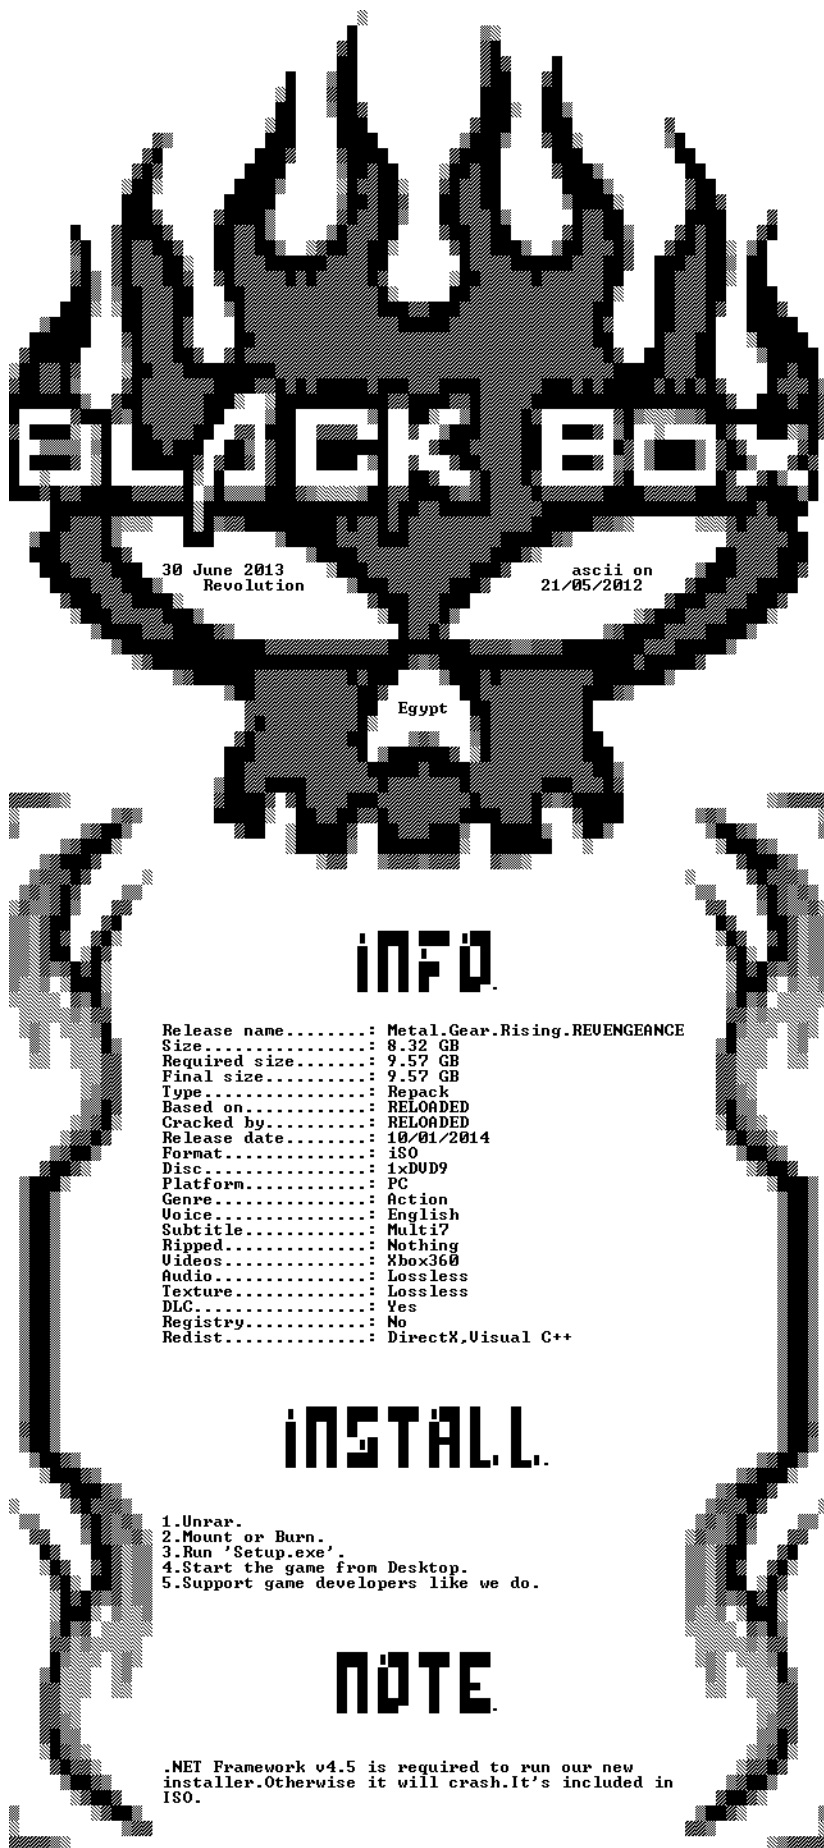 BLACK BOX
30 June 2013
Revolution
ascii on
21/05/2012
Egypt
iNFO.
Release name........: Metal.Gear.Rising.REVENGEANCE
Size................: 8.32 GB
Required size.......: 9.57 GB
Final size..........: 9.57 GB
Type................: Repack
Based on............: RELOADED
Cracked by..........: RELOADED
Release date........: 10/01/2014
Format..............: iSO
Disc................: 1xDVD9
Platform............: PC
Genre...............: Action
Voice...............: English
Subtitle............: Multi7
Ripped..............: Nothing
Videos..............: Xbox360
Audio...............: Lossless
Texture.............: Lossless
DLC.................: Yes
Registry............: No
Redist..............: DirectX,Visual C++
iNSTALL.
1.Unrar.
2.Mount or Burn.
3.Run 'Setup.exe'.
4.Start the game from Desktop.
5.Support game developers like we do.
NOTE.
.NET Framework v4.5 is required to run our new
installer.Otherwise it will crash.It's included in
ISO.